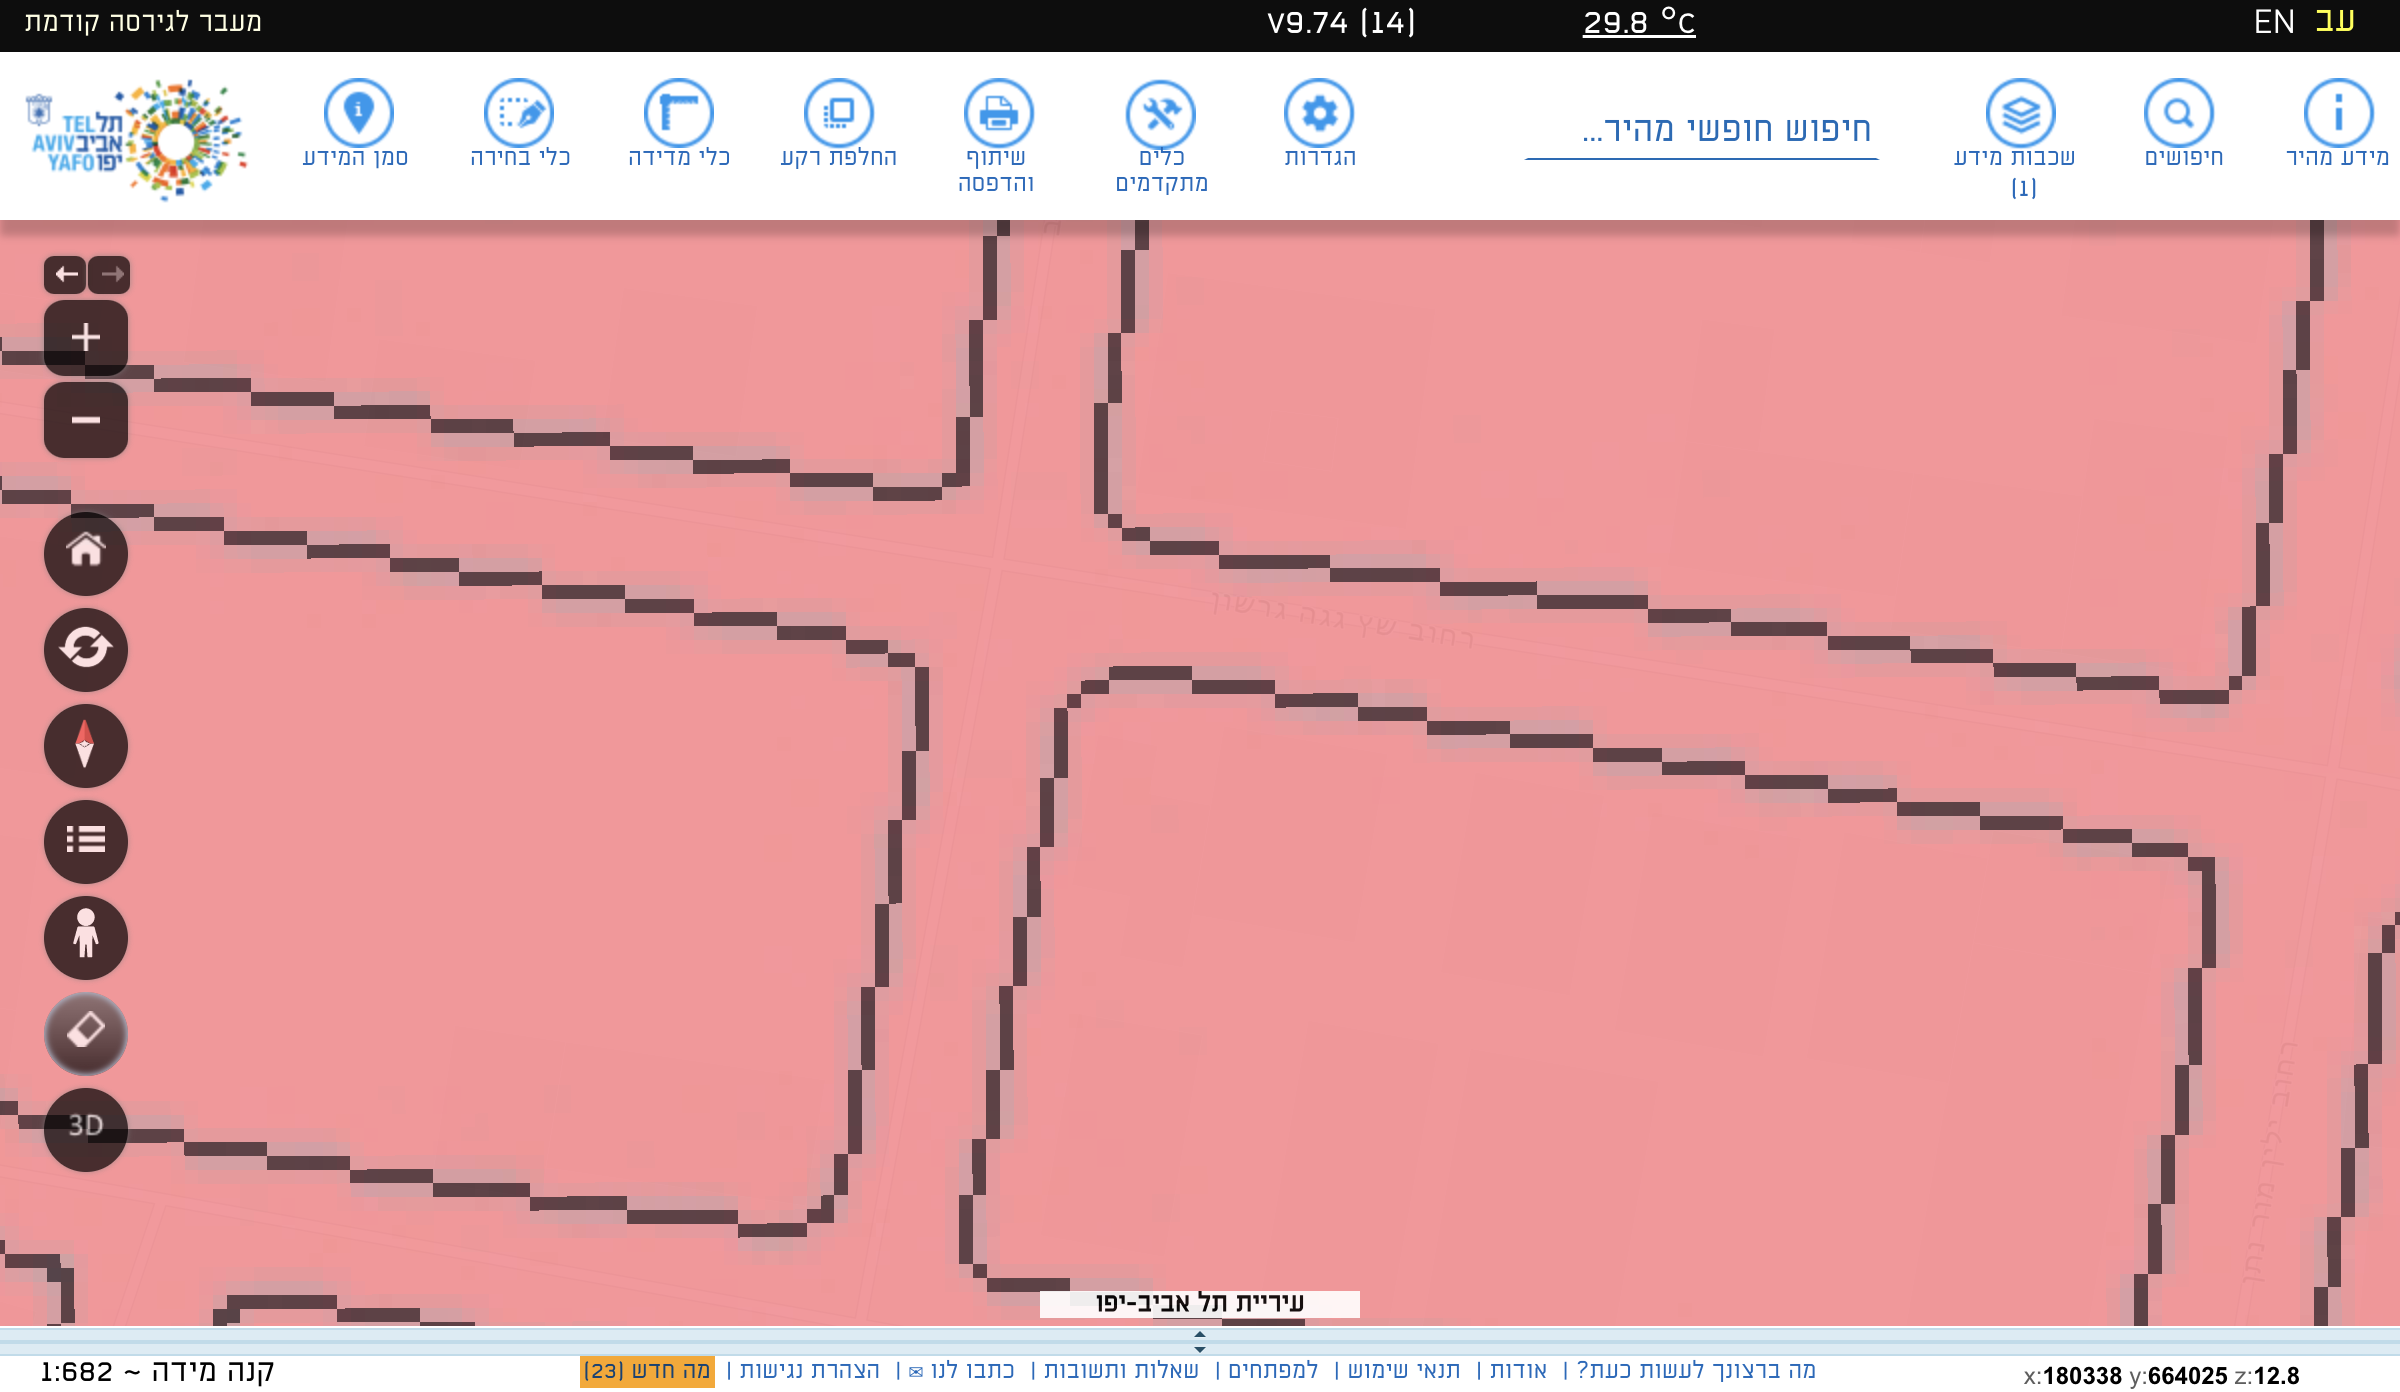 עב EN
29.8 °C
V9.74 (14)
מעבר לגירסה קודמת
מידע מהיר
חיפושים
שכבות מידע
(1)
חיפוש חופשי מהיר...
הגדרות
כלים
מתקדמים
שיתוף
והדפסה
החלפת רקע
כלי מדידה
כלי בחירה
סמן המידע
תל
אביב
יפו
TEL
AVIV
YAFO
רחוב שץ גגה גרשון
רחוב ילין מור נתן
3D
עיריית תל אביב-יפו
מה ברצונך לעשות כעת? | אודות | תנאי שימוש | למפתחים | שאלות ותשובות | כתבו לנו ✉ | הצהרת נגישות | מה חדש (23)
קנה מידה ~ 1:682
x:180338 y:664025 z:12.8